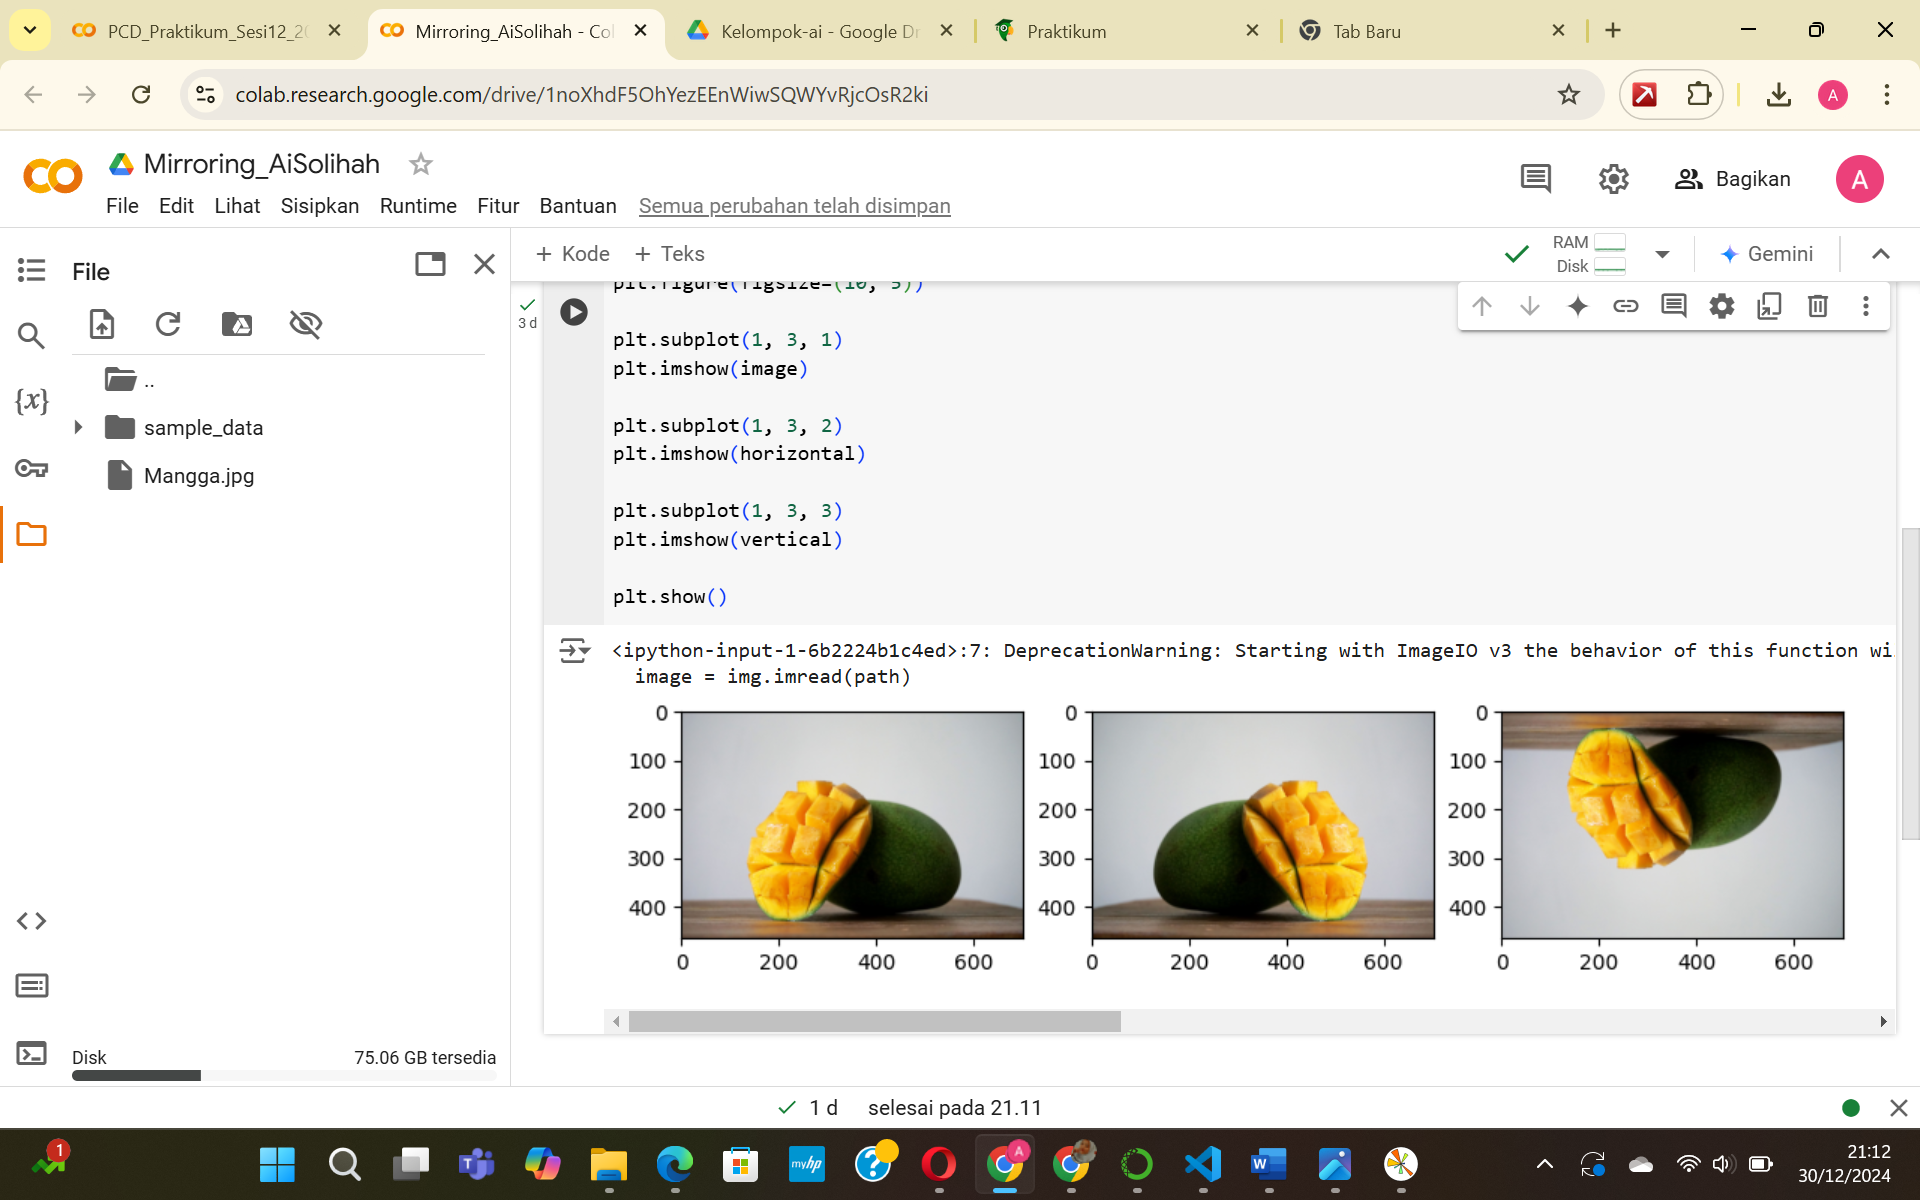 PCD_Praktikum_Sesi12_20
Mirroring_AiSolihah - Col
Kelompok-ai - Google Dr
Praktikum
Tab Baru
colab.research.google.com/drive/1noXhdF5OhYezEEnWiwSQWYvRjcOsR2ki
A
Mirroring_AiSolihah
File Edit Lihat Sisipkan Runtime Fitur Bantuan Semua perubahan telah disimpan
Bagikan
A
File
+ Kode + Teks
RAM
Disk
Gemini
..
sample_data
Mangga.jpg
{x}
Disk 75.06 GB tersedia
3 d
plt.figure(figsize=(10, 5))
plt.subplot(1, 3, 1)
plt.imshow(image)
plt.subplot(1, 3, 2)
plt.imshow(horizontal)
plt.subplot(1, 3, 3)
plt.imshow(vertical)
plt.show()
<ipython-input-1-6b2224b1c4ed>:7: DeprecationWarning: Starting with ImageIO v3 the behavior of this function wi
image = img.imread(path)
0
100
200
300
400
0 200 400 600
0
100
200
300
400
0 200 400 600
0
100
200
300
400
0 200 400 600
1 d selesai pada 21.11
1
myhp
A
21:12
30/12/2024